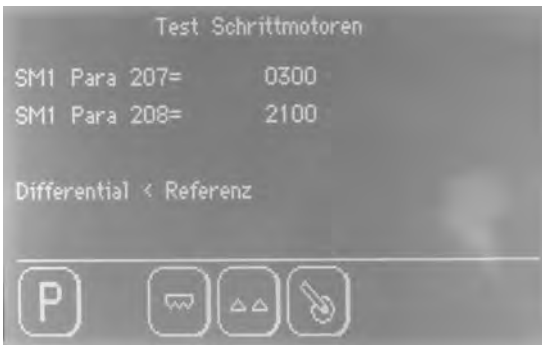 Test Schrittmotoren
SM1 Para 207= 0300
SM1 Para 208= 2100
Differential < Referenz
P